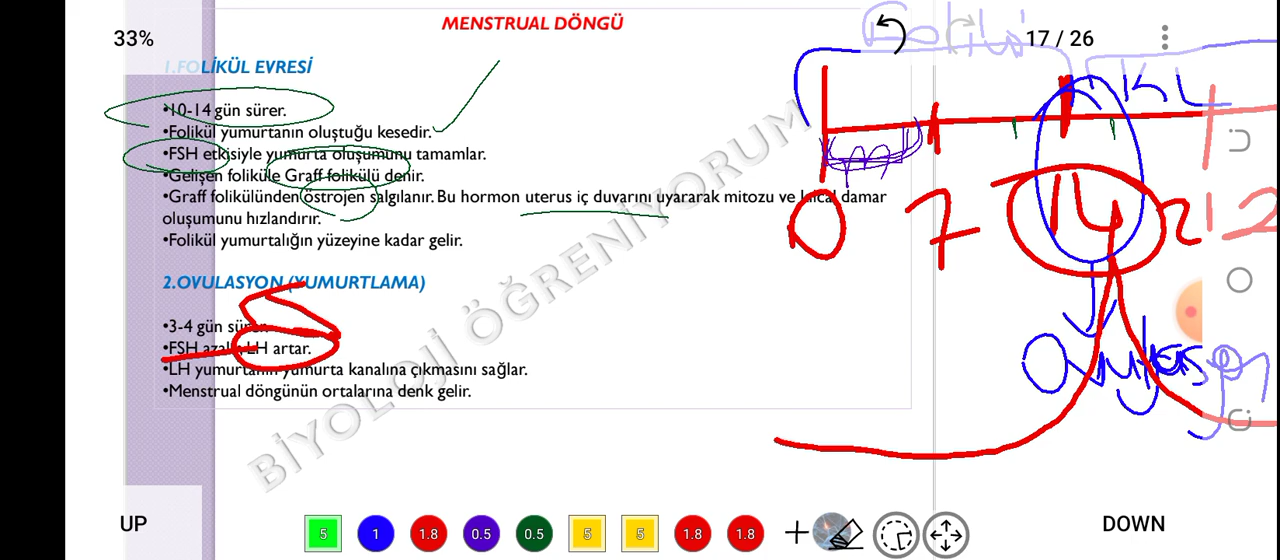 33%
17 / 26
MENSTRUAL DÖNGÜ
1.FOLİKÜL EVRESİ
•10-14 gün sürer.
•Folikül yumurtanın oluştuğu kesedir.
•FSH etkisiyle yumurta oluşumunu tamamlar.
•Gelişen foliküle Graff folikülü denir.
•Graff folikülünden östrojen salgılanır. Bu hormon uterus iç duvarını uyararak mitozu ve kılcal damar
oluşumunu hızlandırır.
•Folikül yumurtalığın yüzeyine kadar gelir.
2.OVULASYON (YUMURTLAMA)
•3-4 gün sürer.
•FSH azalır LH artar.
•LH yumurtanın yumurta kanalına çıkmasını sağlar.
•Menstrual döngünün ortalarına denk gelir.
BİYOLOJİ ÖĞRENİYORUM
KL
0 7 14
UP
DOWN
5 1 1.8 0.5 0.5 5 5 1.8 1.8